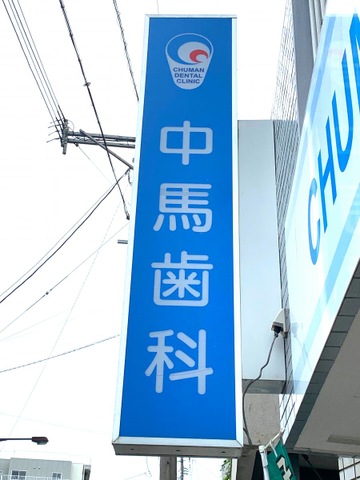 CHUMAN
DENTAL
CLINIC
中馬歯科
CHU